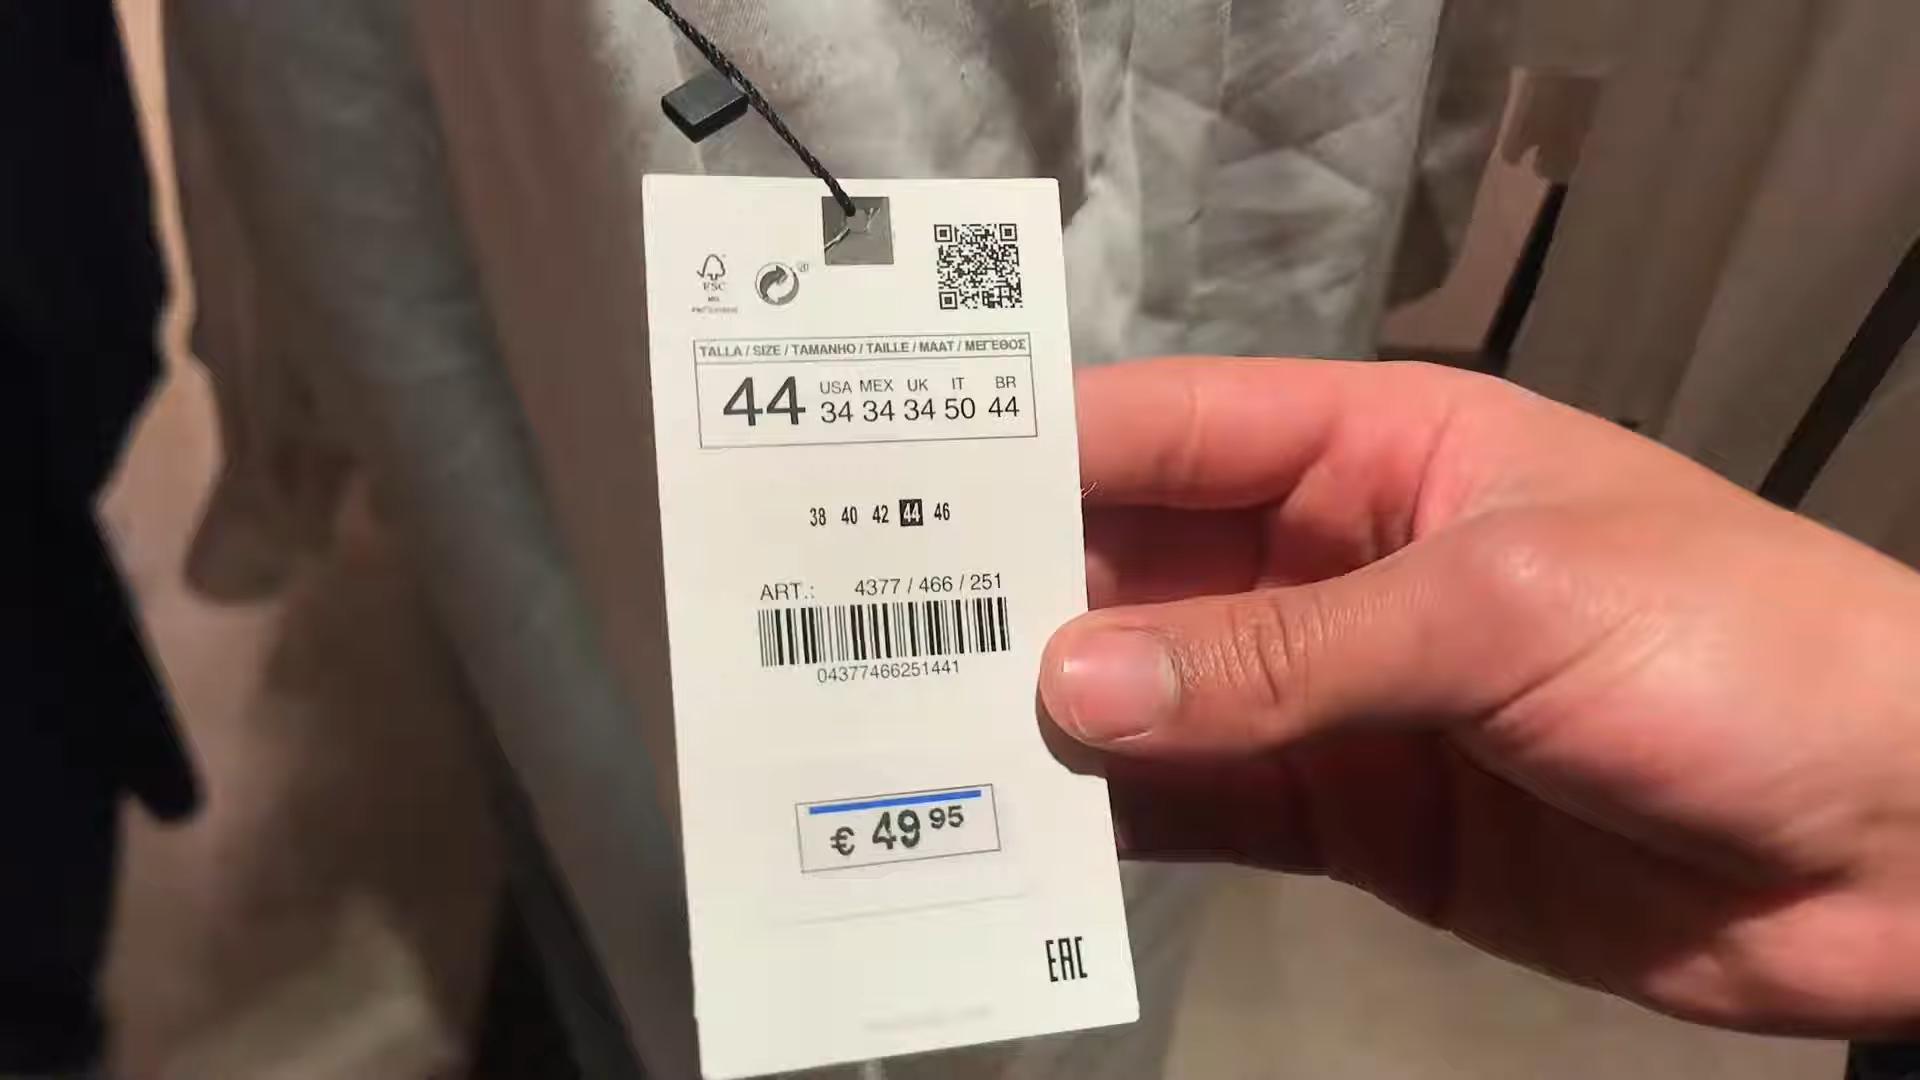 FSC
MIX
TALLA / SIZE / TAMANHO / TAILLE / MAAT / ΜΕΓΕΘΟΣ
44
USA MEX UK IT BR
34 34 34 50 44
38 40 42 44 46
ART.: 4377 / 466 / 251
04377466251441
€ 49 95
EAC